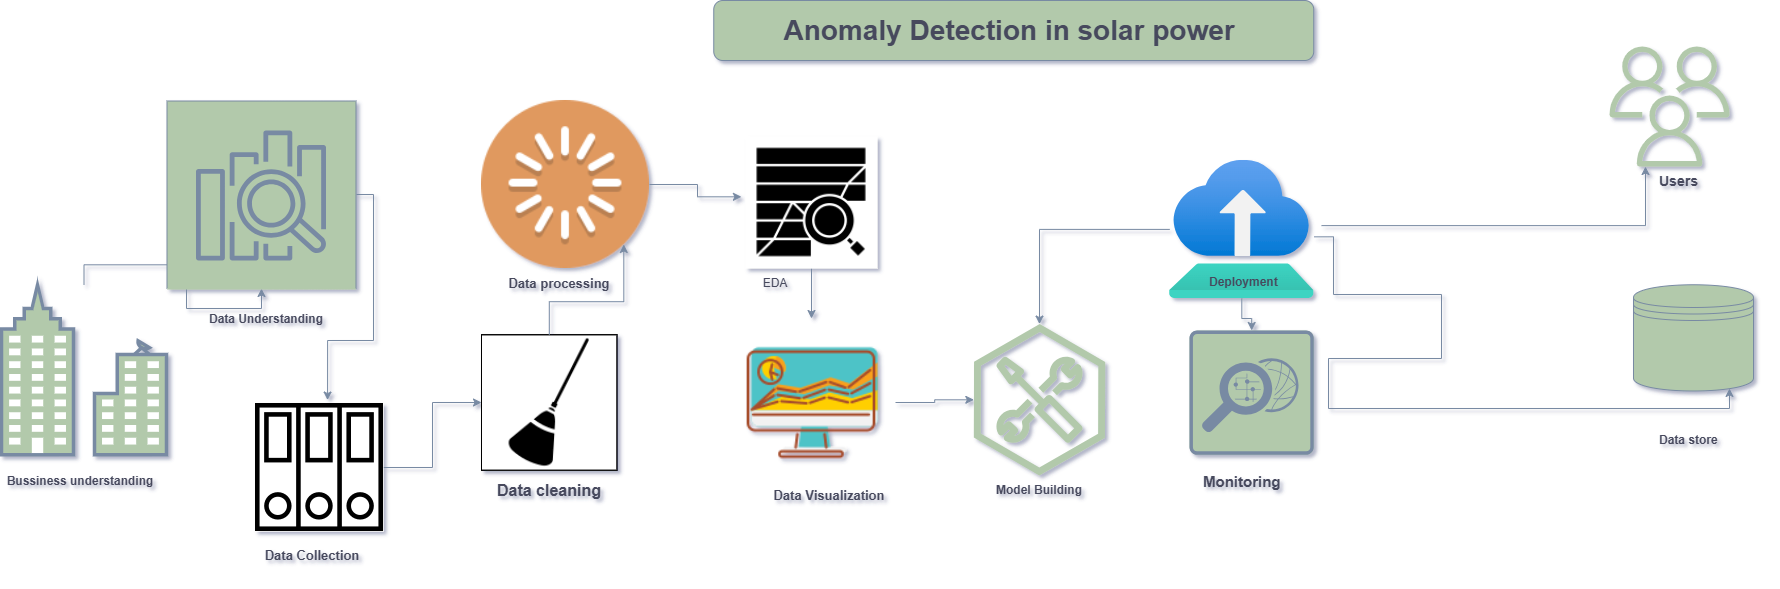 Anomaly Detection in solar power
Users
Data processing
EDA
Deployment
Data Understanding
Data store
Bussiness understanding
Data cleaning
Data Visualization
Model Building
Monitoring
Data Collection